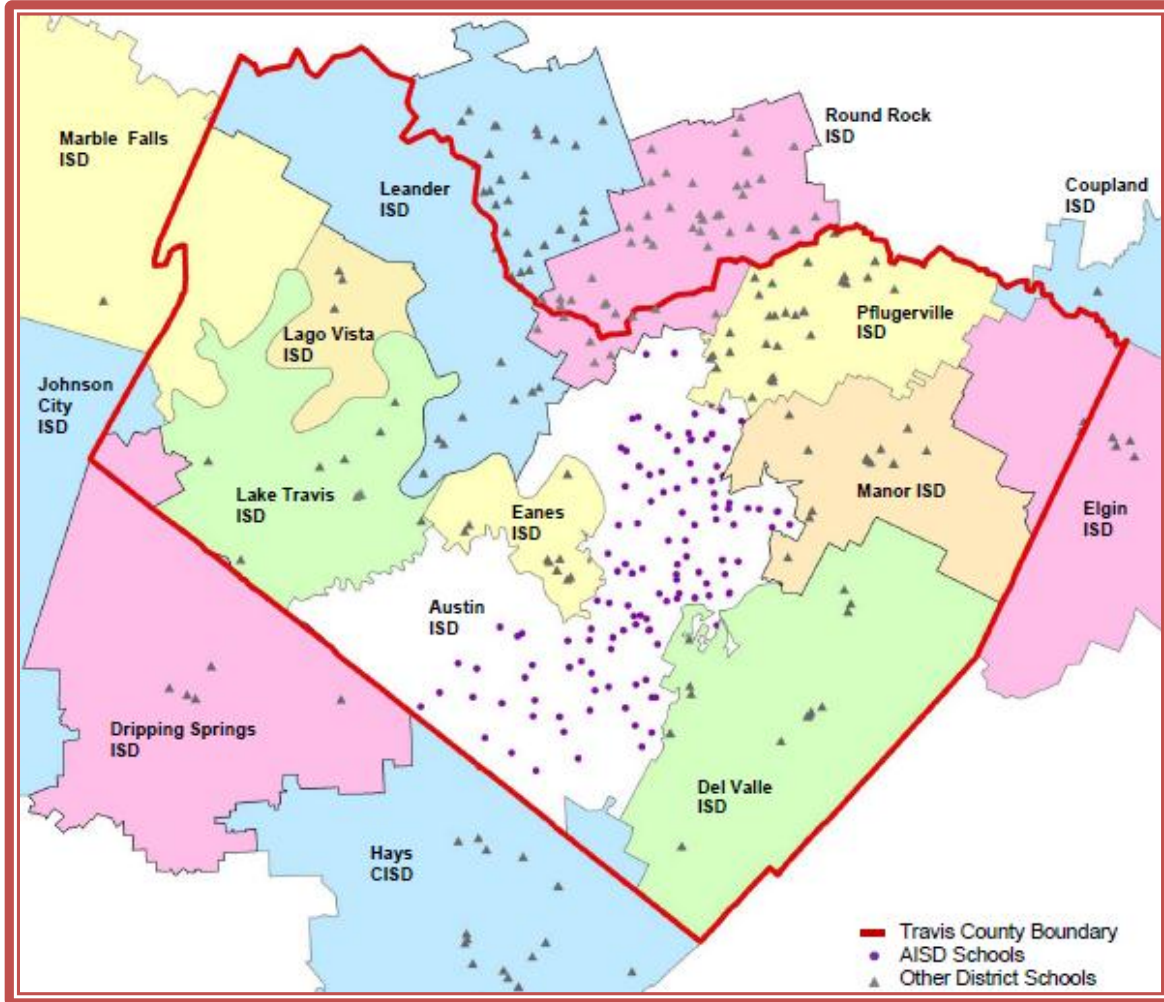 Round Rock
ISD
Marble Falls
ISD
Coupland
ISD
Leander
ISD
Pflugerville
ISD
Lago Vista
ISD
Johnson
City
ISD
Lake Travis
ISD
Eanes
ISD
Manor ISD
Elgin
ISD
Austin
ISD
Dripping Springs
ISD
Del Valle
ISD
Hays
CISD
Travis County Boundary
AISD Schools
Other District Schools